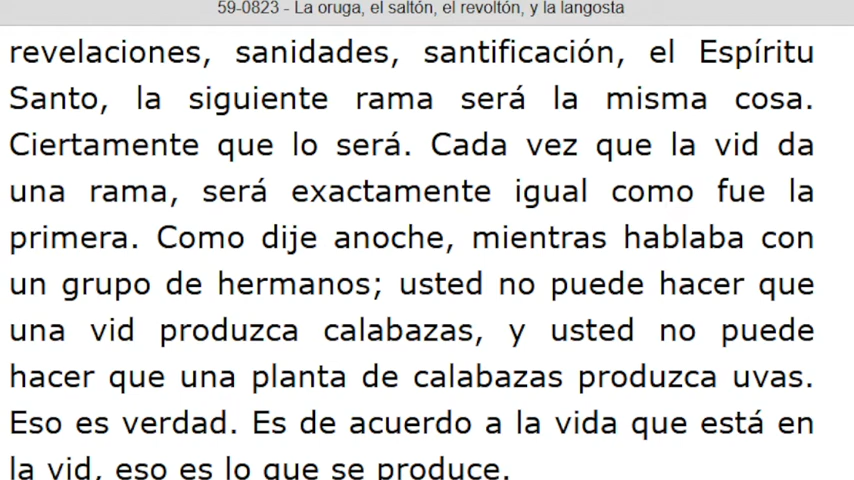 59-0823 - La oruga, el saltón, el revoltón, y la langosta
revelaciones, sanidades, santificación, el Espíritu
Santo, la siguiente rama será la misma cosa.
Ciertamente que lo será. Cada vez que la vid da
una rama, será exactamente igual como fue la
primera. Como dije anoche, mientras hablaba con
un grupo de hermanos; usted no puede hacer que
una vid produzca calabazas, y usted no puede
hacer que una planta de calabazas produzca uvas.
Eso es verdad. Es de acuerdo a la vida que está en
la vid, eso es lo que se produce.